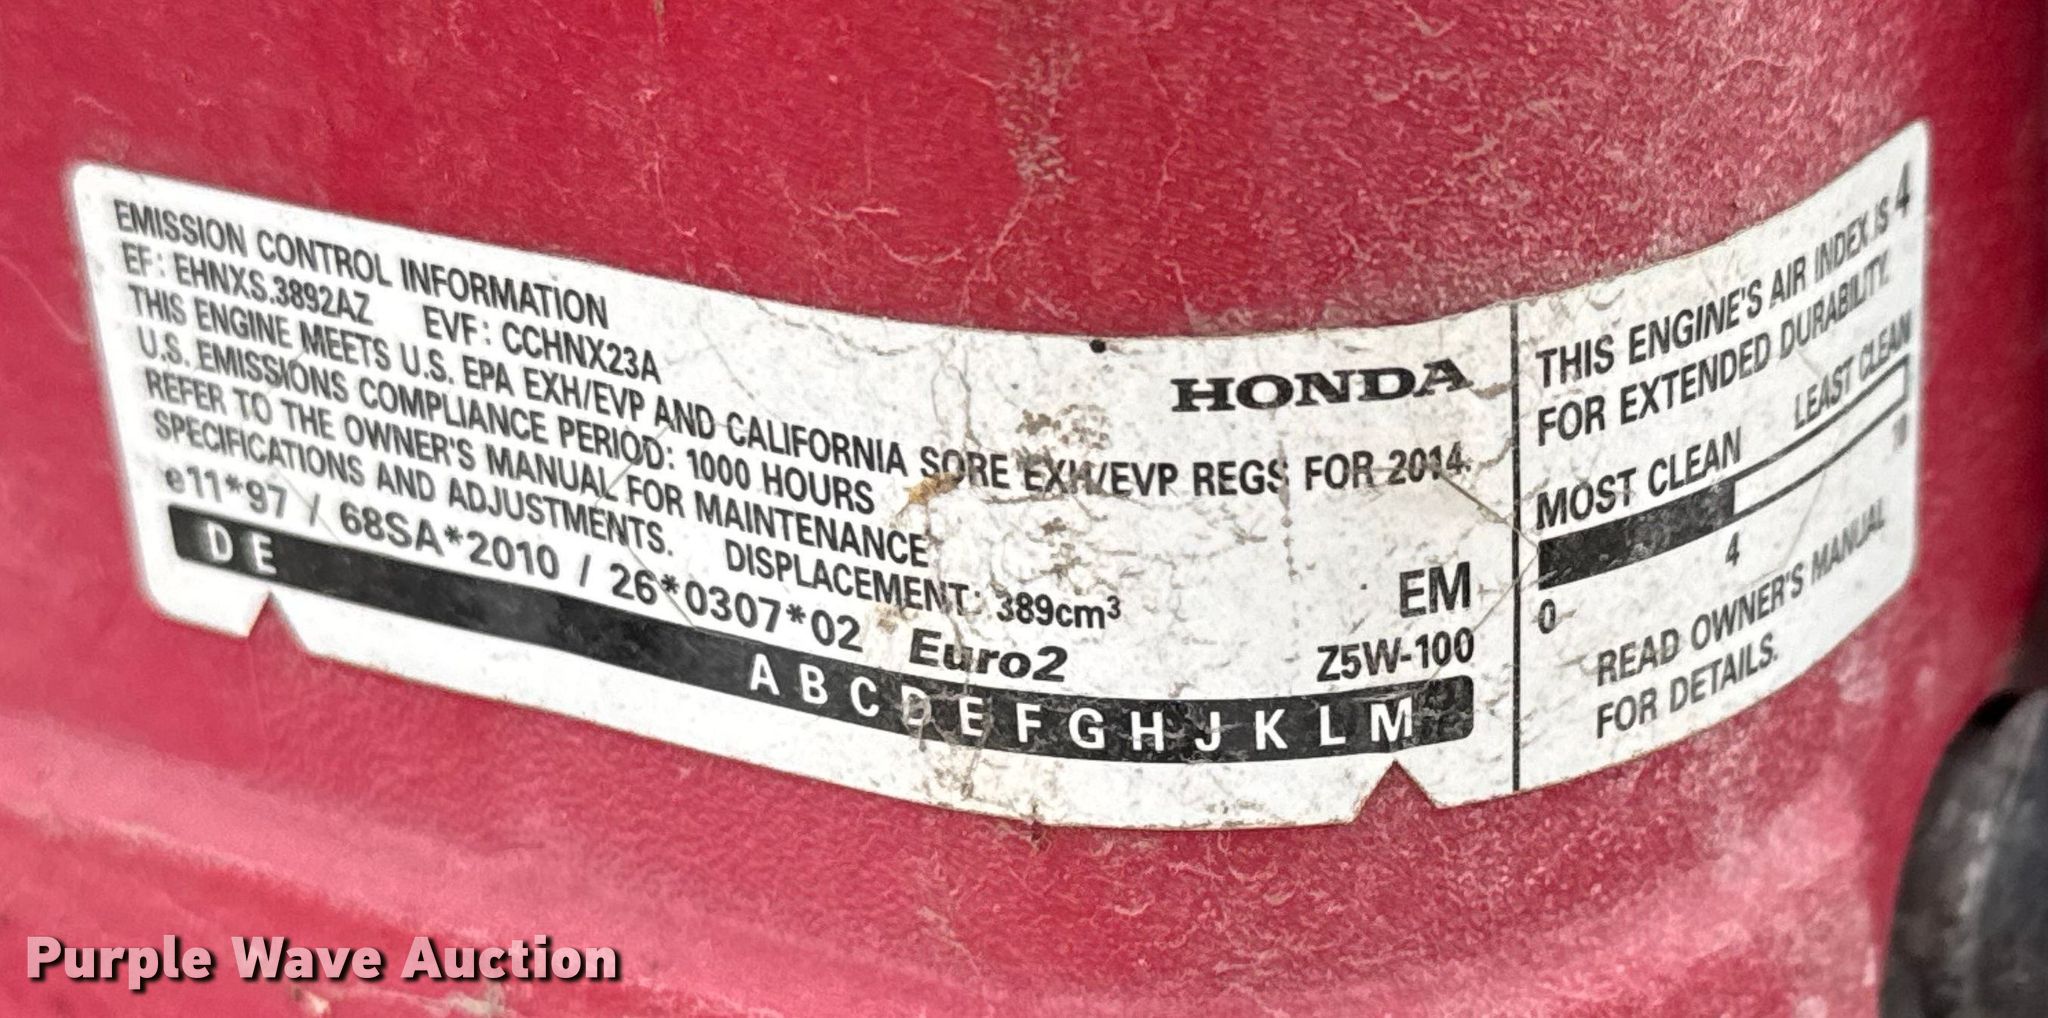 EMISSION CONTROL INFORMATION
EF: EHNXS.3892AZ EVF: CCHNX23A
THIS ENGINE MEETS U.S. EPA EXH/EVP AND CALIFORNIA SORE EXH/EVP REGS FOR 2014.
U.S. EMISSIONS COMPLIANCE PERIOD: 1000 HOURS
REFER TO THE OWNER'S MANUAL FOR MAINTENANCE
SPECIFICATIONS AND ADJUSTMENTS. DISPLACEMENT: 389cm³
e11*97 / 68SA*2010 / 26*0307*02 Euro2
D E A B C D E F G H J K L M
HONDA
EM
Z5W-100
THIS ENGINE'S AIR INDEX IS 4
FOR EXTENDED DURABILITY.
MOST CLEAN LEAST CLEAN
0 4 10
READ OWNER'S MANUAL
FOR DETAILS.
Purple Wave Auction